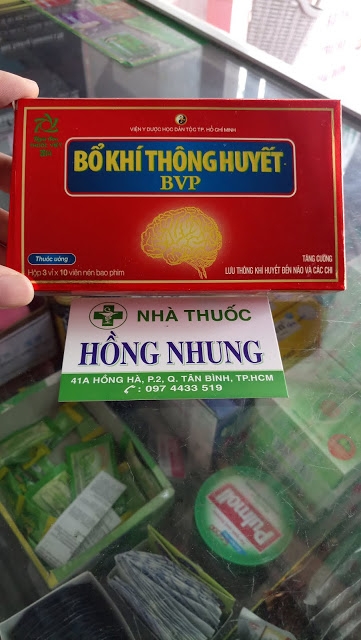 VIỆN Y DƯỢC HỌC DÂN TỘC TP. HỒ CHÍ MINH
BỔ KHÍ THÔNG HUYẾT
BVP
Thuốc uống
Hộp 3 vỉ x 10 viên nén bao phim
TĂNG CƯỜNG
LƯU THÔNG KHÍ HUYẾT ĐẾN NÃO VÀ CÁC CHI
NHÀ THUỐC
HỒNG NHUNG
41A HỒNG HÀ, P.2, Q. TÂN BÌNH, TP.HCM
: 097 4433 519
Pulmoll